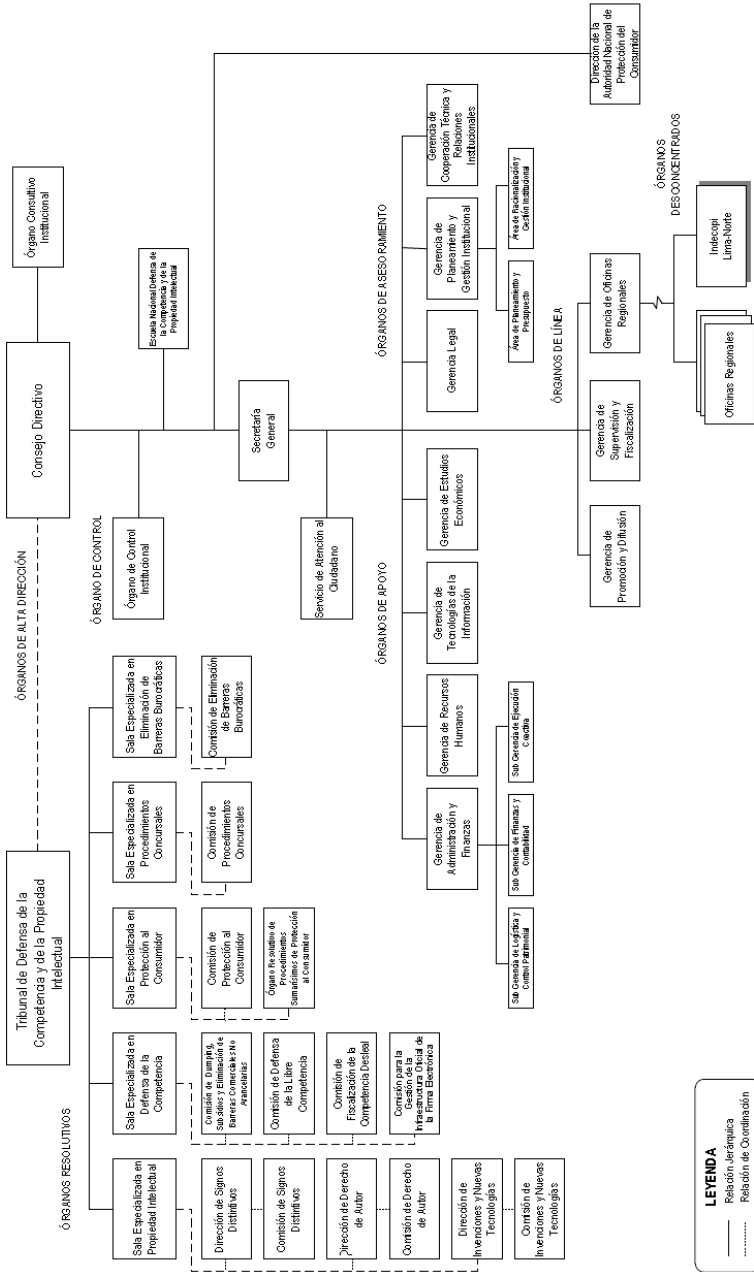 ÓRGANOS DE ALTA DIRECCIÓN
Tribunal de Defensa de la
Competencia y de la Propiedad
Intelectual
Consejo Directivo
Órgano Consultivo
Institucional
ÓRGANOS RESOLUTIVOS
Sala Especializada en
Propiedad Intelectual
Sala Especializada en
Defensa de la
Competencia
Sala Especializada en
Protección al
Consumidor
Sala Especializada en
Procedimientos
Concursales
Sala Especializada en
Eliminación de
Barreras Burocráticas
Dirección de Signos
Distintivos
Comisión de Signos
Distintivos
Dirección de Derecho
de Autor
Comisión de Derecho
de Autor
Dirección de
Invenciones y Nuevas
Tecnologías
Comisión de
Invenciones y Nuevas
Tecnologías
Comisión de Dumping,
Subsidios y Eliminación de
Barreras Comerciales No
Arancelarias
Comisión de Defensa
de la Libre
Competencia
Comisión de
Fiscalización de la
Competencia Desleal
Comisión para la
Gestión de la
Infraestructura Oficial de
la Firma Electrónica
Comisión de
Protección al
Consumidor
Órgano Resolutivo de
Procedimientos
Sumarísimos de Protección
al Consumidor
Comisión de
Procedimientos
Concursales
Comisión de Eliminación
de Barreras
Burocráticas
ÓRGANO DE CONTROL
Órgano de Control
Institucional
Escuela Nacional Defensa de
la Competencia y de la
Propiedad Intelectual
Secretaría
General
Servicio de Atención al
Ciudadano
ÓRGANOS DE APOYO
Gerencia de
Administración y
Finanzas
Gerencia de Recursos
Humanos
Gerencia de
Tecnologías de la
Información
Gerencia de Estudios
Económicos
Sub Gerencia de Logística y
Control Patrimonial
Sub Gerencia de Finanzas y
Contabilidad
Sub Gerencia de Ejecución
Coactiva
ÓRGANOS DE ASESORAMIENTO
Gerencia Legal
Gerencia de
Planeamiento y
Gestión Institucional
Gerencia de
Cooperación Técnica y
Relaciones
Institucionales
Área de Planeamiento y
Presupuesto
Área de Racionalización y
Gestión Institucional
ÓRGANOS DE LÍNEA
Gerencia de
Promoción y Difusión
Gerencia de
Supervisión y
Fiscalización
Gerencia de Oficinas
Regionales
Dirección de la
Autoridad Nacional de
Protección del
Consumidor
ÓRGANOS
DESCONCENTRADOS
Oficinas Regionales
Indecopi
Lima-Norte
LEYENDA
Relación Jerárquica
Relación de Coordinación